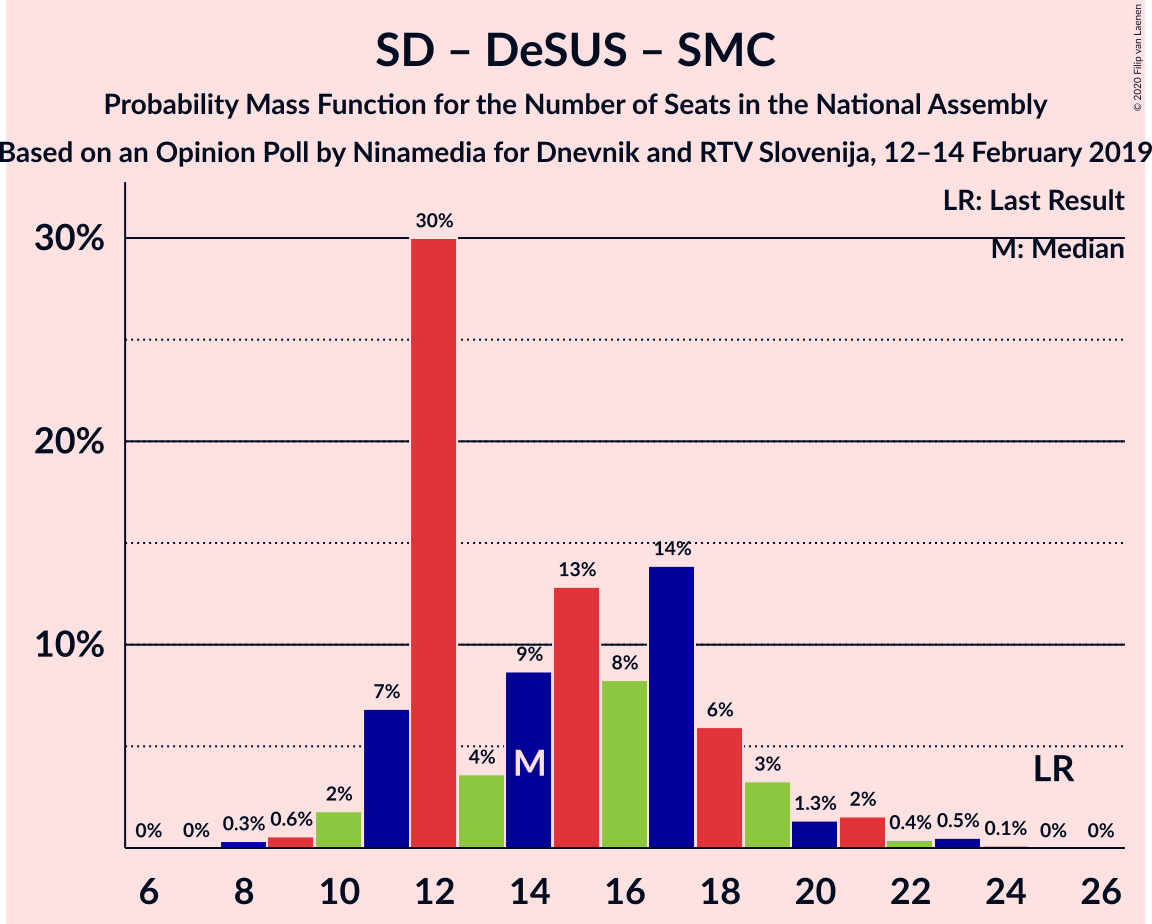 SD – DeSUS – SMC
Probability Mass Function for the Number of Seats in the National Assembly
Based on an Opinion Poll by Ninamedia for Dnevnik and RTV Slovenija, 12–14 February 2019
© 2020 Filip van Laenen
LR: Last Result
M: Median
30%
20%
10%
0% 0% 0.3% 0.6% 2% 7% 30% 4% 9% 13% 8% 14% 6% 3% 1.3% 2% 0.4% 0.5% 0.1% 0% 0%
M
LR
6 8 10 12 14 16 18 20 22 24 26